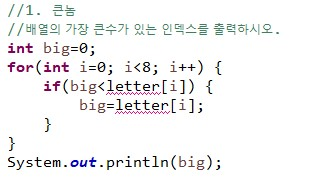 //1. 큰놈
//배열의 가장 큰수가 있는 인덱스를 출력하시오.
int big=0;
for(int i=0; i<8; i++) {
    if(big<letter[i]) {
        big=letter[i];
    }
}
System.out.println(big);